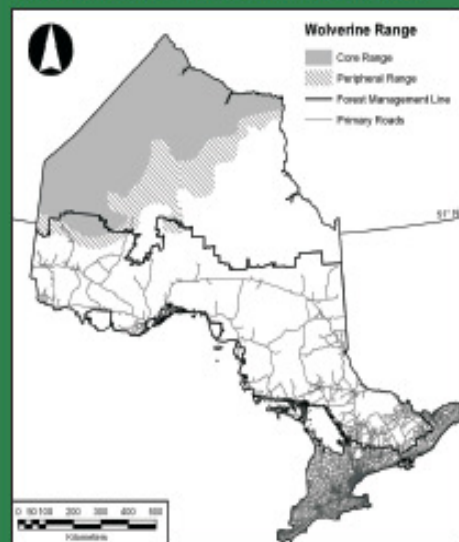 Wolverine Range
Core Range
Peripheral Range
Forest Management Line
Primary Roads
51°
0 50 100 200 300 400 500
Kilometers